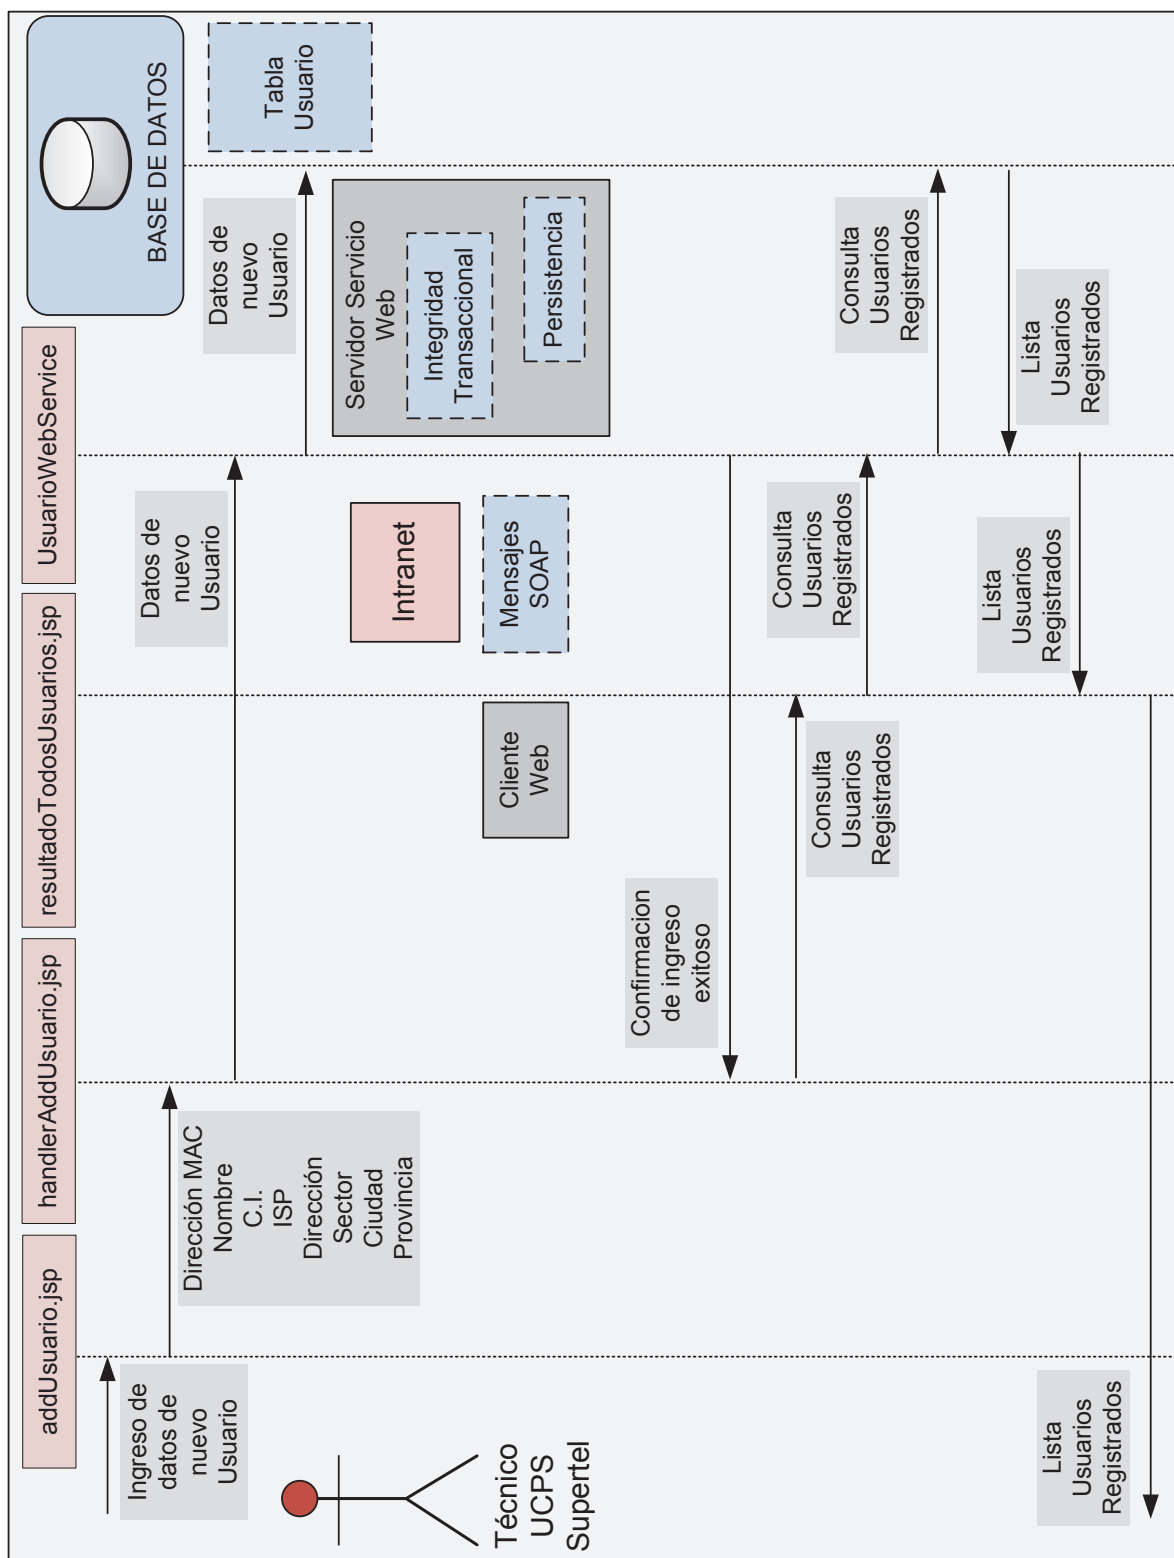 addUsuario.jsp
handlerAddUsuario.jsp
resultadoTodosUsuarios.jsp
UsuarioWebService
BASE DE DATOS
Ingreso de
datos de
nuevo
Usuario
Dirección MAC
Nombre
C.I.
ISP
Dirección
Sector
Ciudad
Provincia
Datos de
nuevo
Usuario
Datos de
nuevo
Usuario
Tabla
Usuario
Técnico
UCPS
Supertel
Cliente
Web
Intranet
Mensajes
SOAP
Servidor Servicio
Web
Integridad
Transaccional
Persistencia
Confirmacion
de ingreso
exitoso
Consulta
Usuarios
Registrados
Consulta
Usuarios
Registrados
Consulta
Usuarios
Registrados
Lista
Usuarios
Registrados
Lista
Usuarios
Registrados
Lista
Usuarios
Registrados